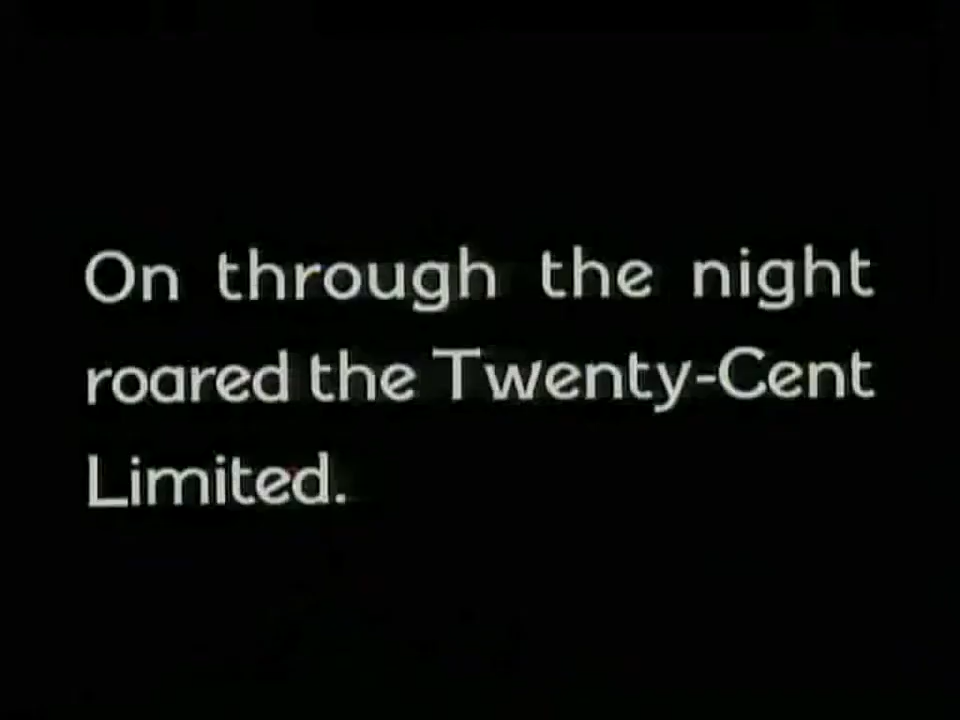 On through the night
roared the Twenty-Cent
Limited.